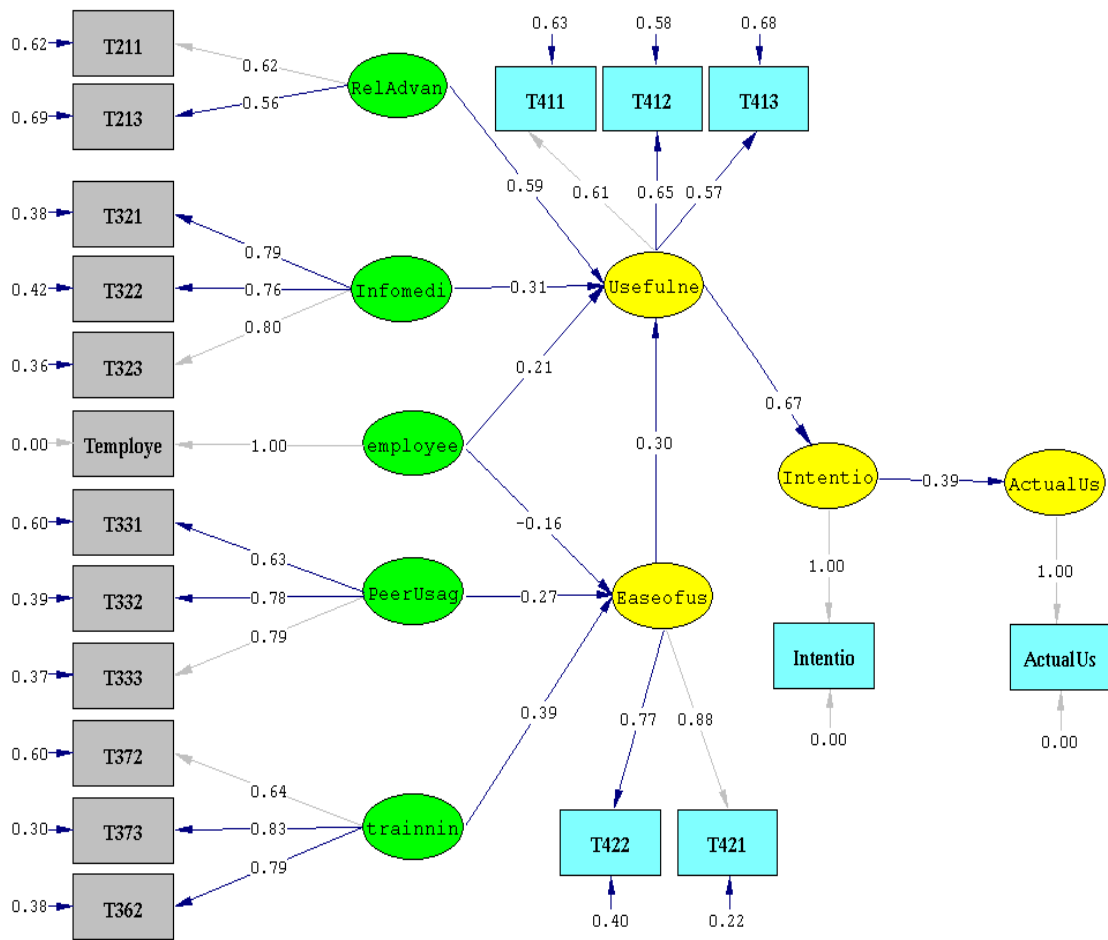 0.62
T211
0.62
RelAdvan
0.69
T213
0.56
0.63
0.58
0.68
T411
T412
T413
0.61
0.65
0.57
0.59
0.38
T321
0.79
0.42
T322
0.76
Infomedi
0.31
Usefulne
0.36
T323
0.80
0.21
0.00
Temploye
1.00
employee
-0.16
0.30
0.67
Intentio
0.39
ActualUs
0.60
T331
0.63
0.39
T332
0.78
PeerUsag
0.27
Easeofus
0.37
T333
0.79
1.00
1.00
Intentio
ActualUs
0.00
0.00
0.60
T372
0.64
0.39
0.77
0.88
0.30
T373
0.83
trainnin
0.38
T362
0.79
T422
T421
0.40
0.22